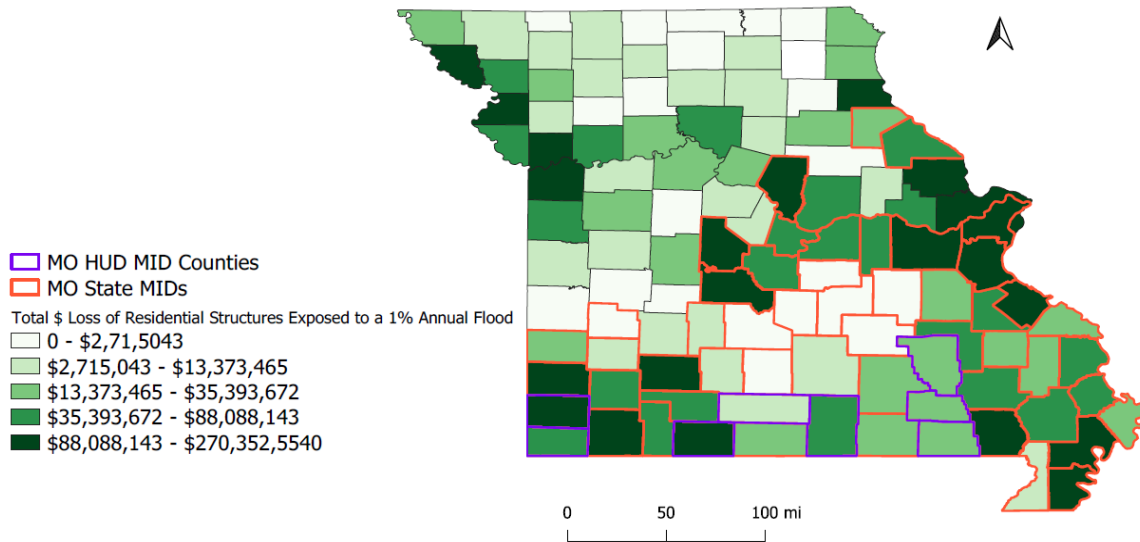 MO HUD MID Counties
MO State MIDs
Total $ Loss of Residential Structures Exposed to a 1% Annual Flood
0 - $2,71,5043
$2,715,043 - $13,373,465
$13,373,465 - $35,393,672
$35,393,672 - $88,088,143
$88,088,143 - $270,352,5540
0 50 100 mi